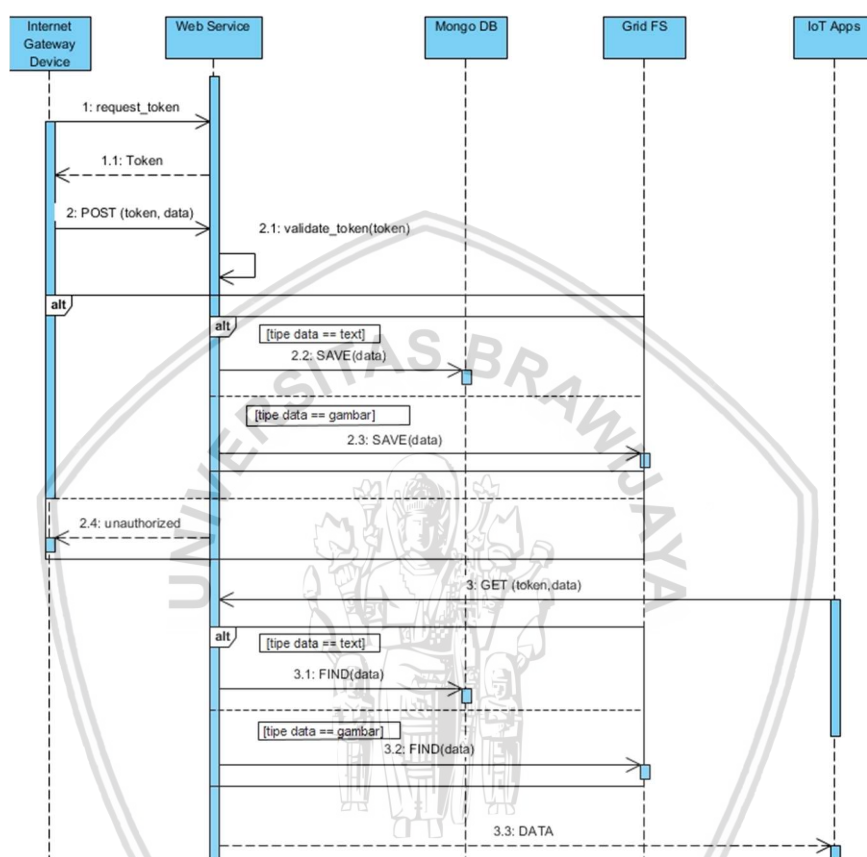 Internet
Gateway
Device
Web Service
Mongo DB
Grid FS
IoT Apps
1: request_token
1.1: Token
2: POST (token, data)
2.1: validate_token(token)
alt
alt
[tipe data == text]
2.2: SAVE(data)
[tipe data == gambar]
2.3: SAVE(data)
2.4: unauthorized
3: GET (token,data)
alt
[tipe data == text]
3.1: FIND(data)
[tipe data == gambar]
3.2: FIND(data)
3.3: DATA
UNIVERSITAS BRAWIJAYA